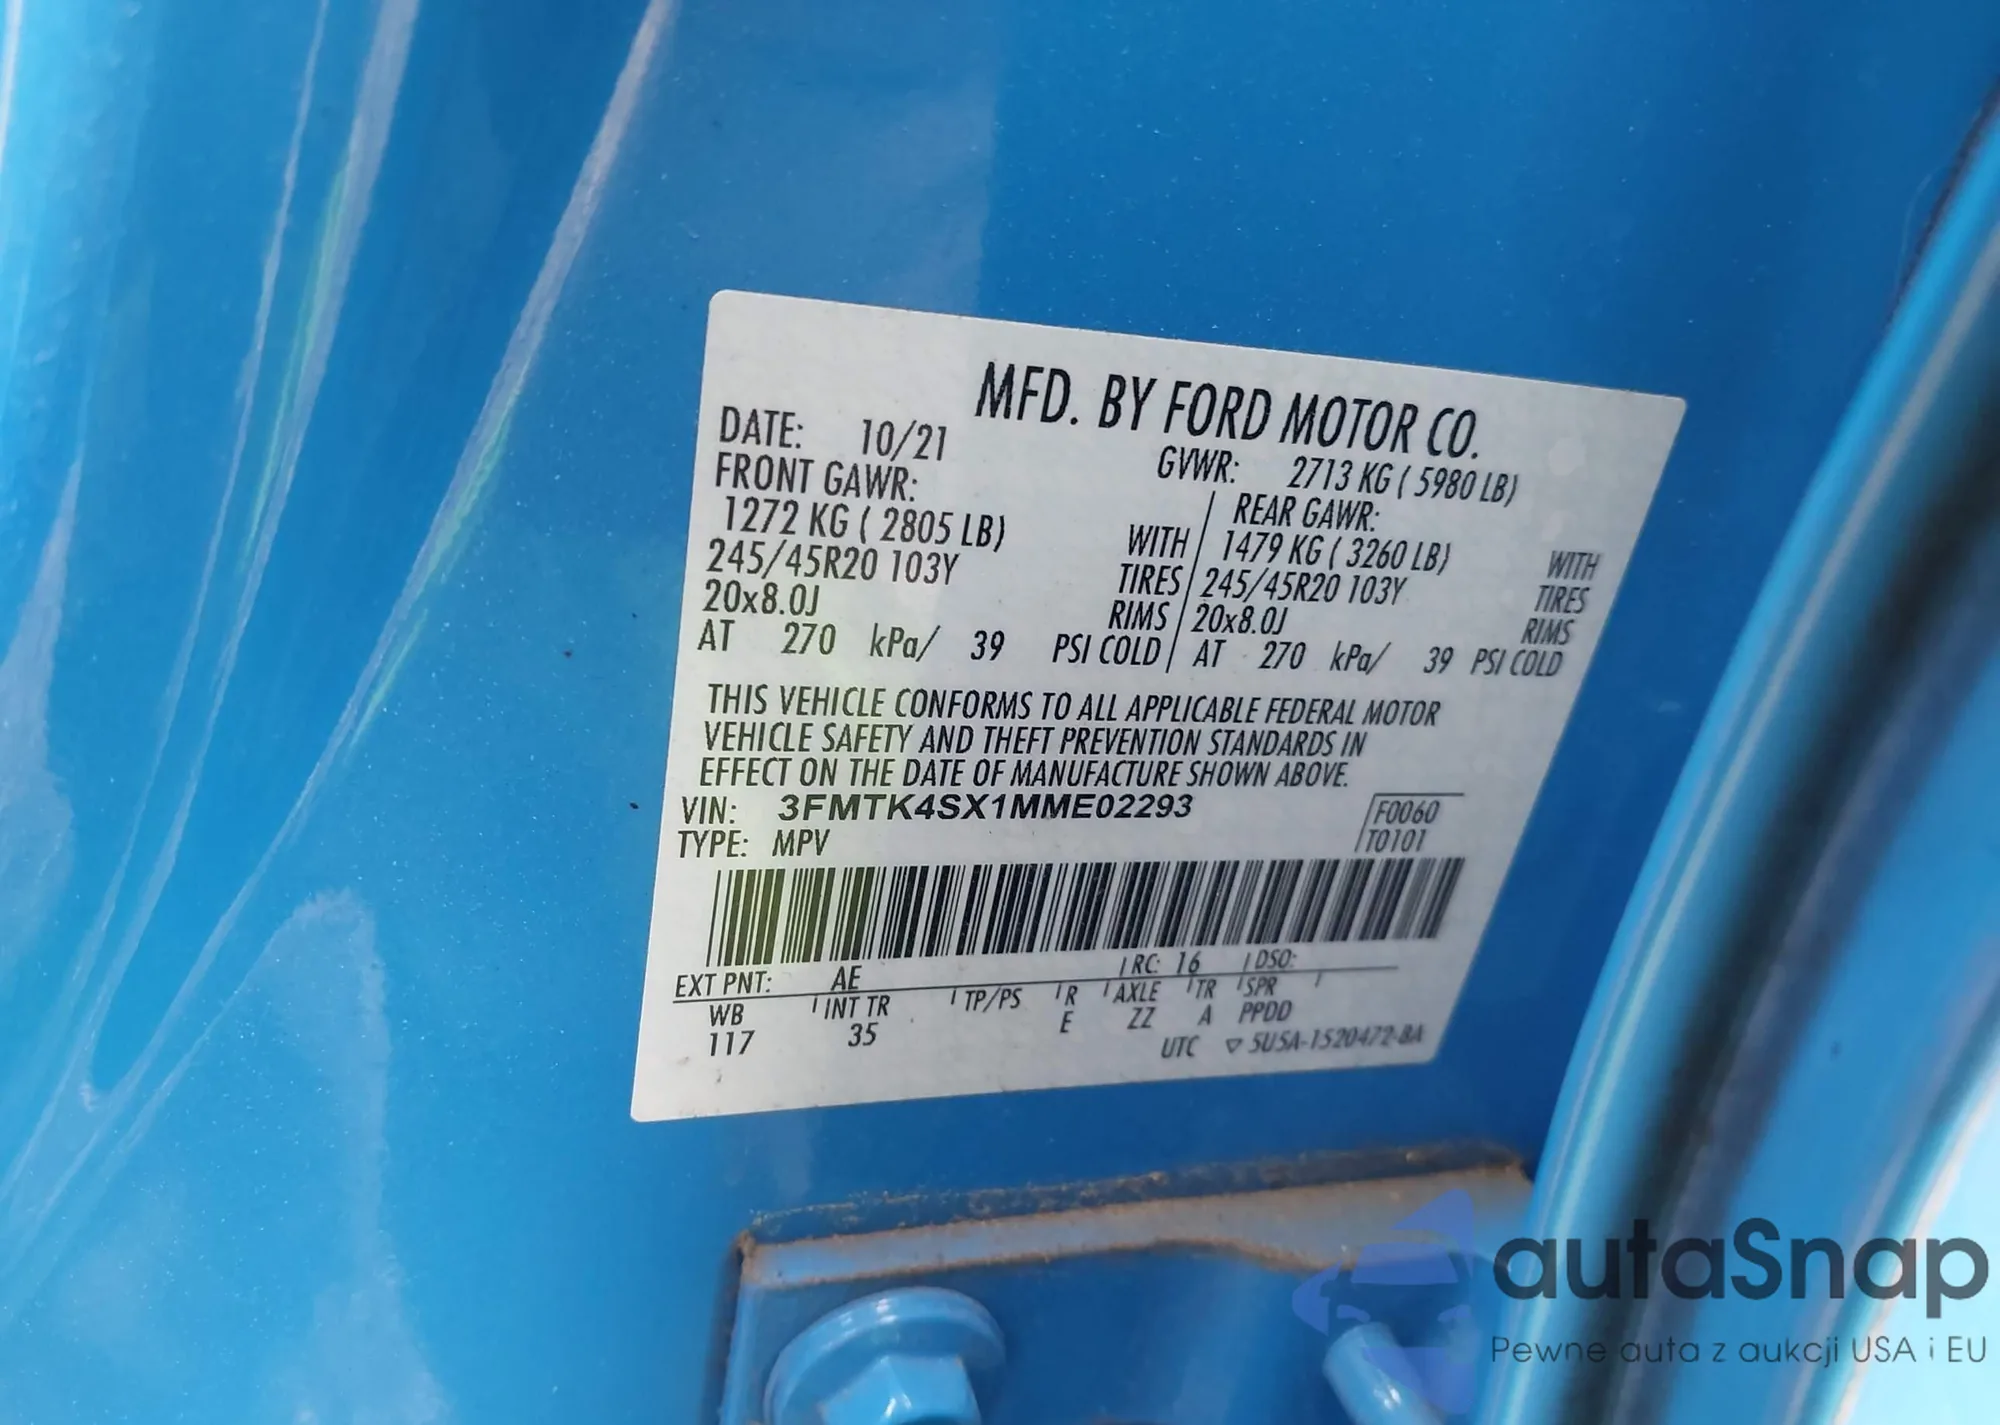 MFD. BY FORD MOTOR CO.
DATE: 10/21
GVWR: 2713 KG ( 5980 LB)
FRONT GAWR:
REAR GAWR:
1272 KG ( 2805 LB) WITH
1479 KG ( 3260 LB) WITH
245/45R20 103Y TIRES
245/45R20 103Y TIRES
20x8.0J RIMS
20x8.0J RIMS
AT 270 kPa/ 39 PSI COLD
AT 270 kPa/ 39 PSI COLD
THIS VEHICLE CONFORMS TO ALL APPLICABLE FEDERAL MOTOR
VEHICLE SAFETY AND THEFT PREVENTION STANDARDS IN
EFFECT ON THE DATE OF MANUFACTURE SHOWN ABOVE.
VIN: 3FMTK4SX1MME02293
F0060
TYPE: MPV
T0101
EXT PNT: AE RC: 16 DSO:
WB INT TR TP/PS R AXLE TR SPR
117 35 E ZZ A PPDD
UTC ▽ 5USA-1520472-BA
autaSnap
Pewne auta z aukcji USA i EU